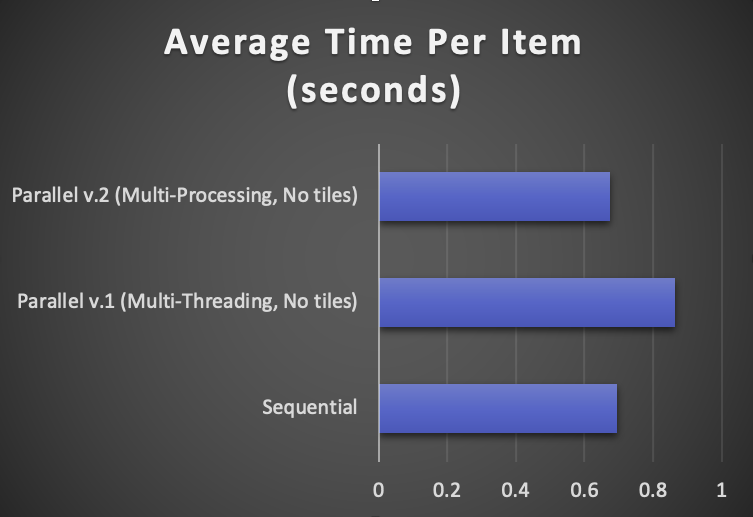 Average Time Per Item
(seconds)
Parallel v.2 (Multi-Processing, No tiles)
Parallel v.1 (Multi-Threading, No tiles)
Sequential
0 0.2 0.4 0.6 0.8 1